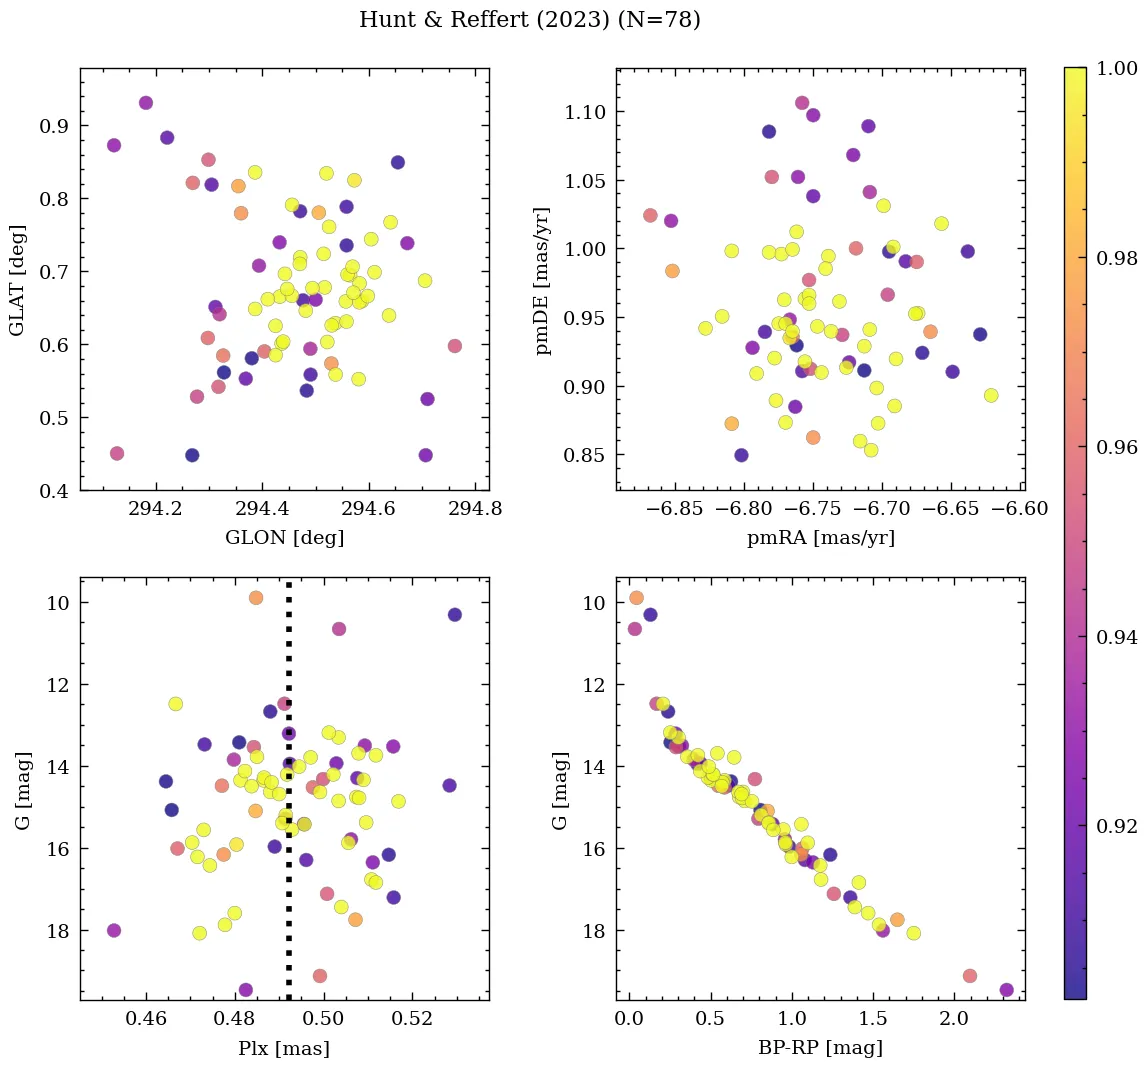 Hunt & Reffert (2023) (N=78)
0.9
0.8
0.7
0.6
0.5
0.4
GLAT [deg]
294.2 294.4 294.6 294.8
GLON [deg]
1.10
1.05
1.00
0.95
0.90
0.85
pmDE [mas/yr]
−6.85 −6.80 −6.75 −6.70 −6.65 −6.60
pmRA [mas/yr]
10
12
14
16
18
G [mag]
0.46 0.48 0.50 0.52
Plx [mas]
10
12
14
16
18
G [mag]
0.0 0.5 1.0 1.5 2.0
BP-RP [mag]
1.00
0.98
0.96
0.94
0.92